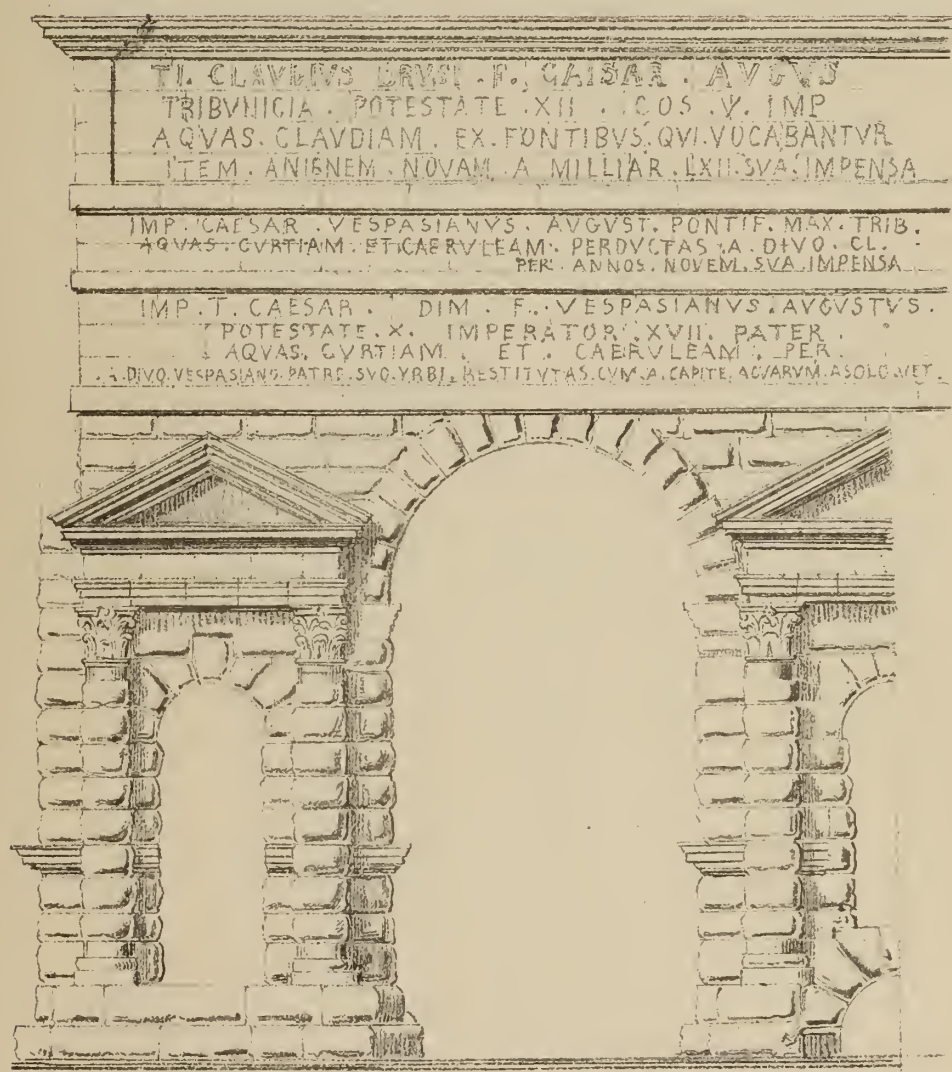 TI. CLAVDIVS DRVSI . F. CAISAR . AVGVS
TRIBVNICIA . POTESTATE . XII . COS . V. IMP
AQVAS . CLAVDIAM . EX . FONTIBVS . QVI . VOCABANTVR
ITEM . ANIENEM . NOVAM . A MILLIAR . LXII . SVA . IMPENSA
IMP . CAESAR . VESPASIANVS . AVGVST. PONTIF. MAX. TRIB.
AQVAS. CVRTIAM ET CAERVLEAM . PERDVCTAS . A . DIVO . CL.
PER . ANNOS . NOVEM. SVA IMPENSA
IMP. T. CAESAR . DIM . F. . VESPASIANVS . AVGVSTVS.
POTESTATE . X. IMPERATOR . XVII. PATER
AQVAS. CVRTIAM . ET . CAERVLEAM . PER.
A. DIVO. VESPASIANO. PATRE. SVO. VRBI. RESTITVTAS. CVM. A. CAPITE. AQVARVM. A SOLO. VET.